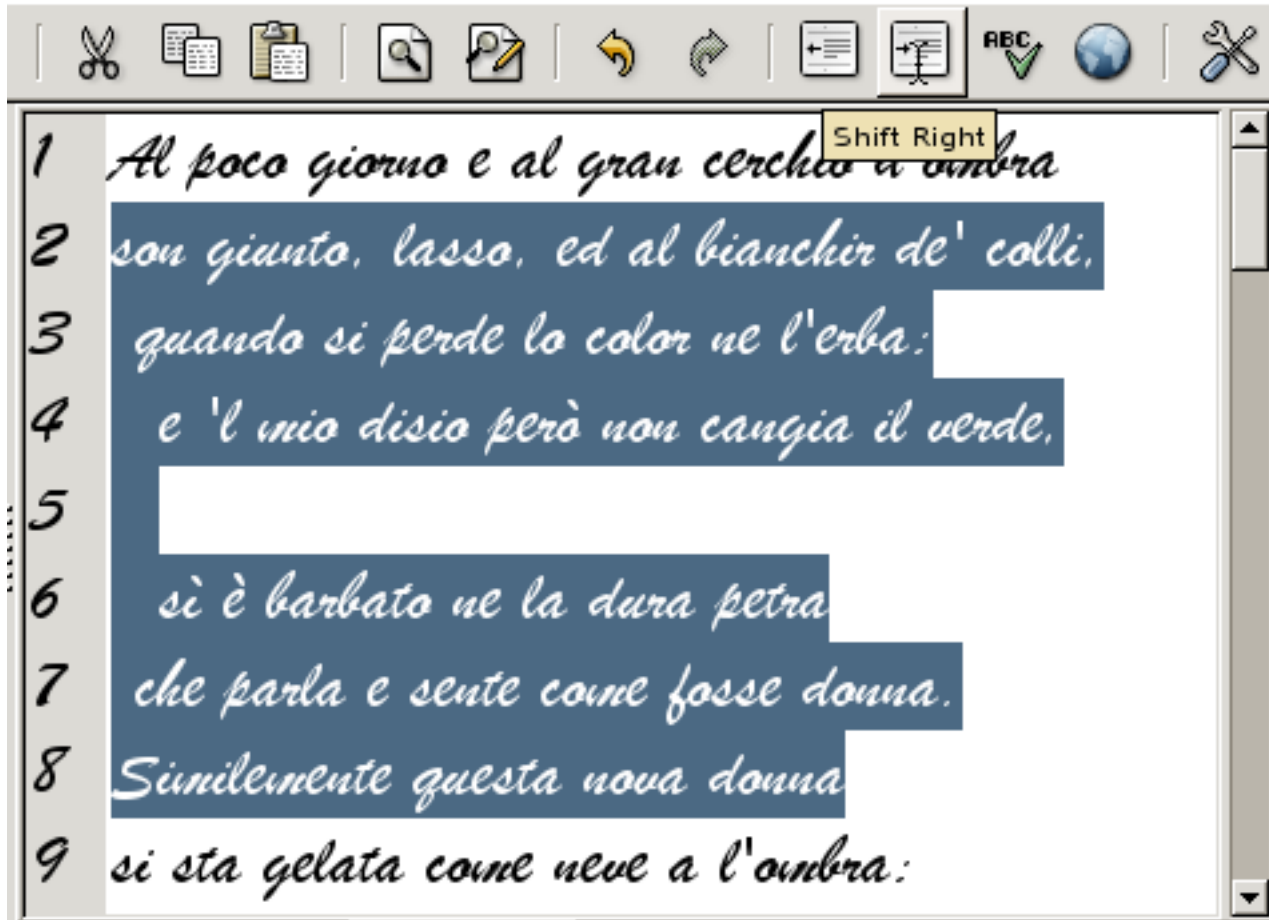 ABC
Shift Right
1 Al poco giorno e al gran cerchio d'ombra
2 son giunto, lasso, ed al bianchir de' colli,
3 quando si perde lo color ne l'erba:
4 e 'l mio disio però non cangia il verde,
5
6 sì è barbato ne la dura petra
7 che parla e sente come fosse donna.
8 Similemente questa nova donna
9 si sta gelata come neve a l'ombra: